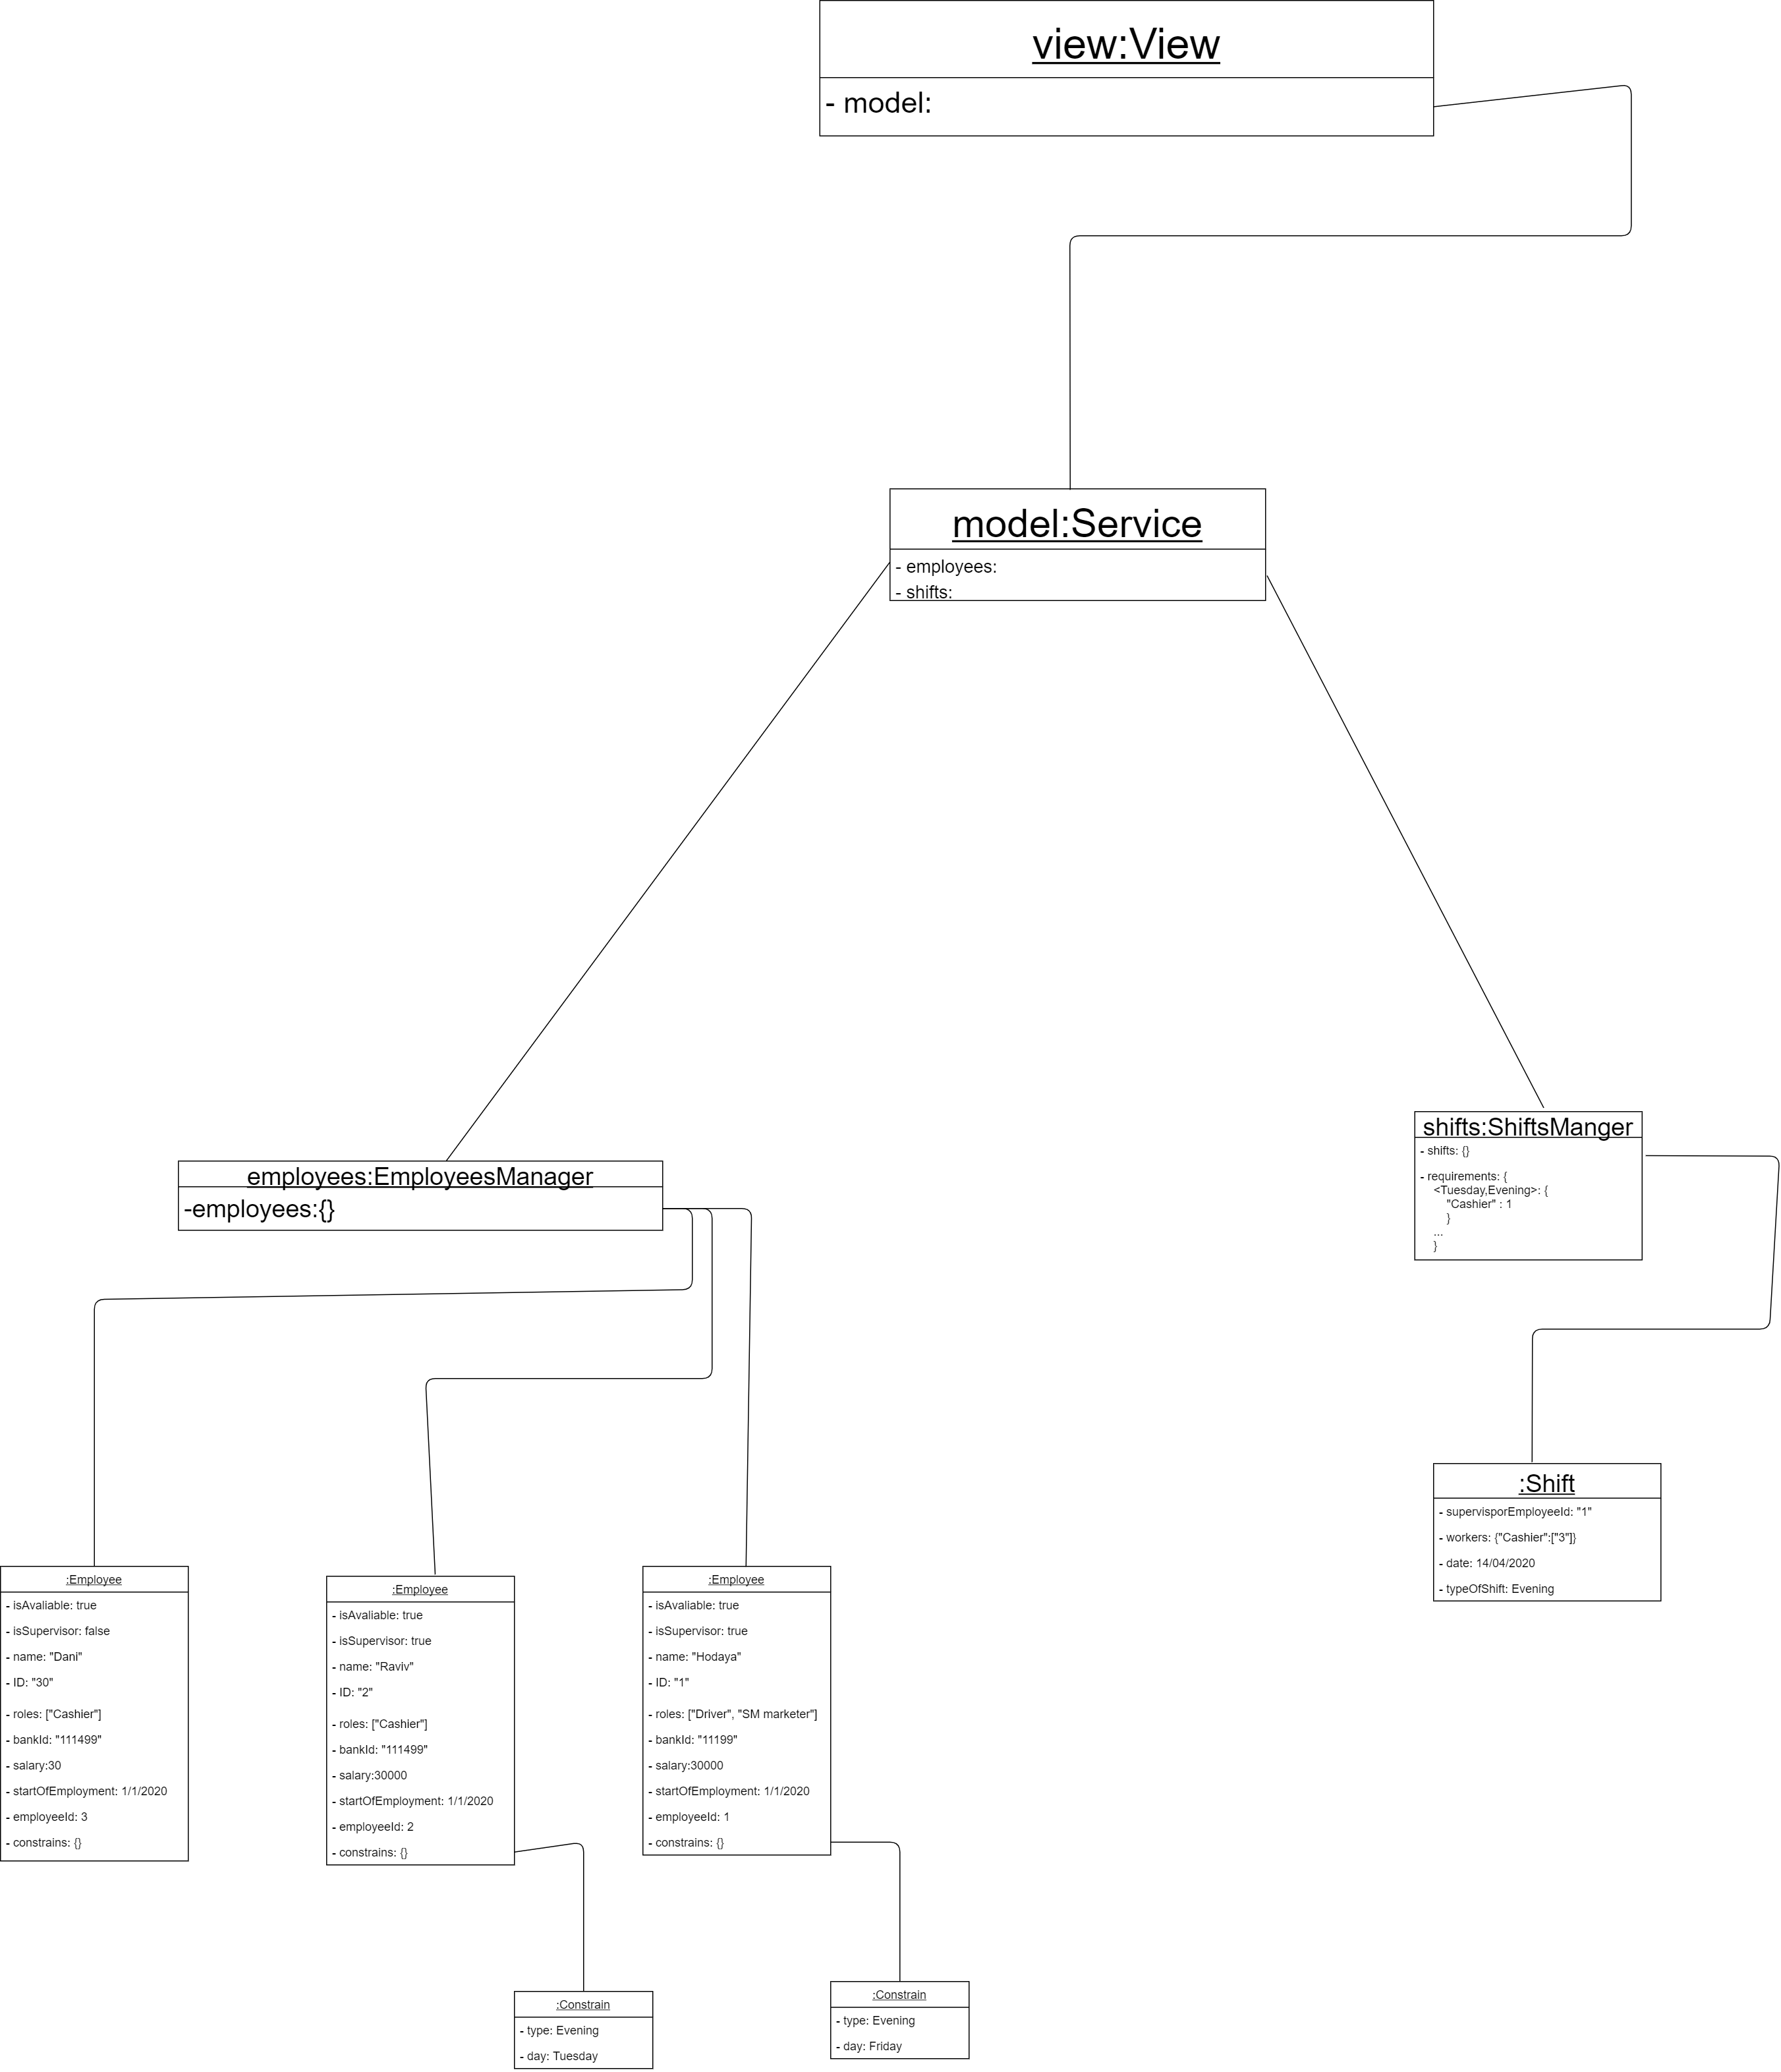 view:View
- model:
model:Service
- employees:
- shifts:
employees:EmployeesManager
-employees:{}
shifts:ShiftsManger
- shifts: {}
- requirements: {
<Tuesday,Evening>: {
"Cashier" : 1
}
...
}
:Shift
- supervisporEmployeeId: "1"
- workers: {"Cashier":["3"]}
- date: 14/04/2020
- typeOfShift: Evening
:Employee
- isAvaliable: true
- isSupervisor: false
- name: "Dani"
- ID: "30"
- roles: ["Cashier"]
- bankId: "111499"
- salary:30
- startOfEmployment: 1/1/2020
- employeeId: 3
- constrains: {}
:Employee
- isAvaliable: true
- isSupervisor: true
- name: "Raviv"
- ID: "2"
- roles: ["Cashier"]
- bankId: "111499"
- salary:30000
- startOfEmployment: 1/1/2020
- employeeId: 2
- constrains: {}
:Employee
- isAvaliable: true
- isSupervisor: true
- name: "Hodaya"
- ID: "1"
- roles: ["Driver", "SM marketer"]
- bankId: "11199"
- salary:30000
- startOfEmployment: 1/1/2020
- employeeId: 1
- constrains: {}
:Constrain
- type: Evening
- day: Tuesday
:Constrain
- type: Evening
- day: Friday